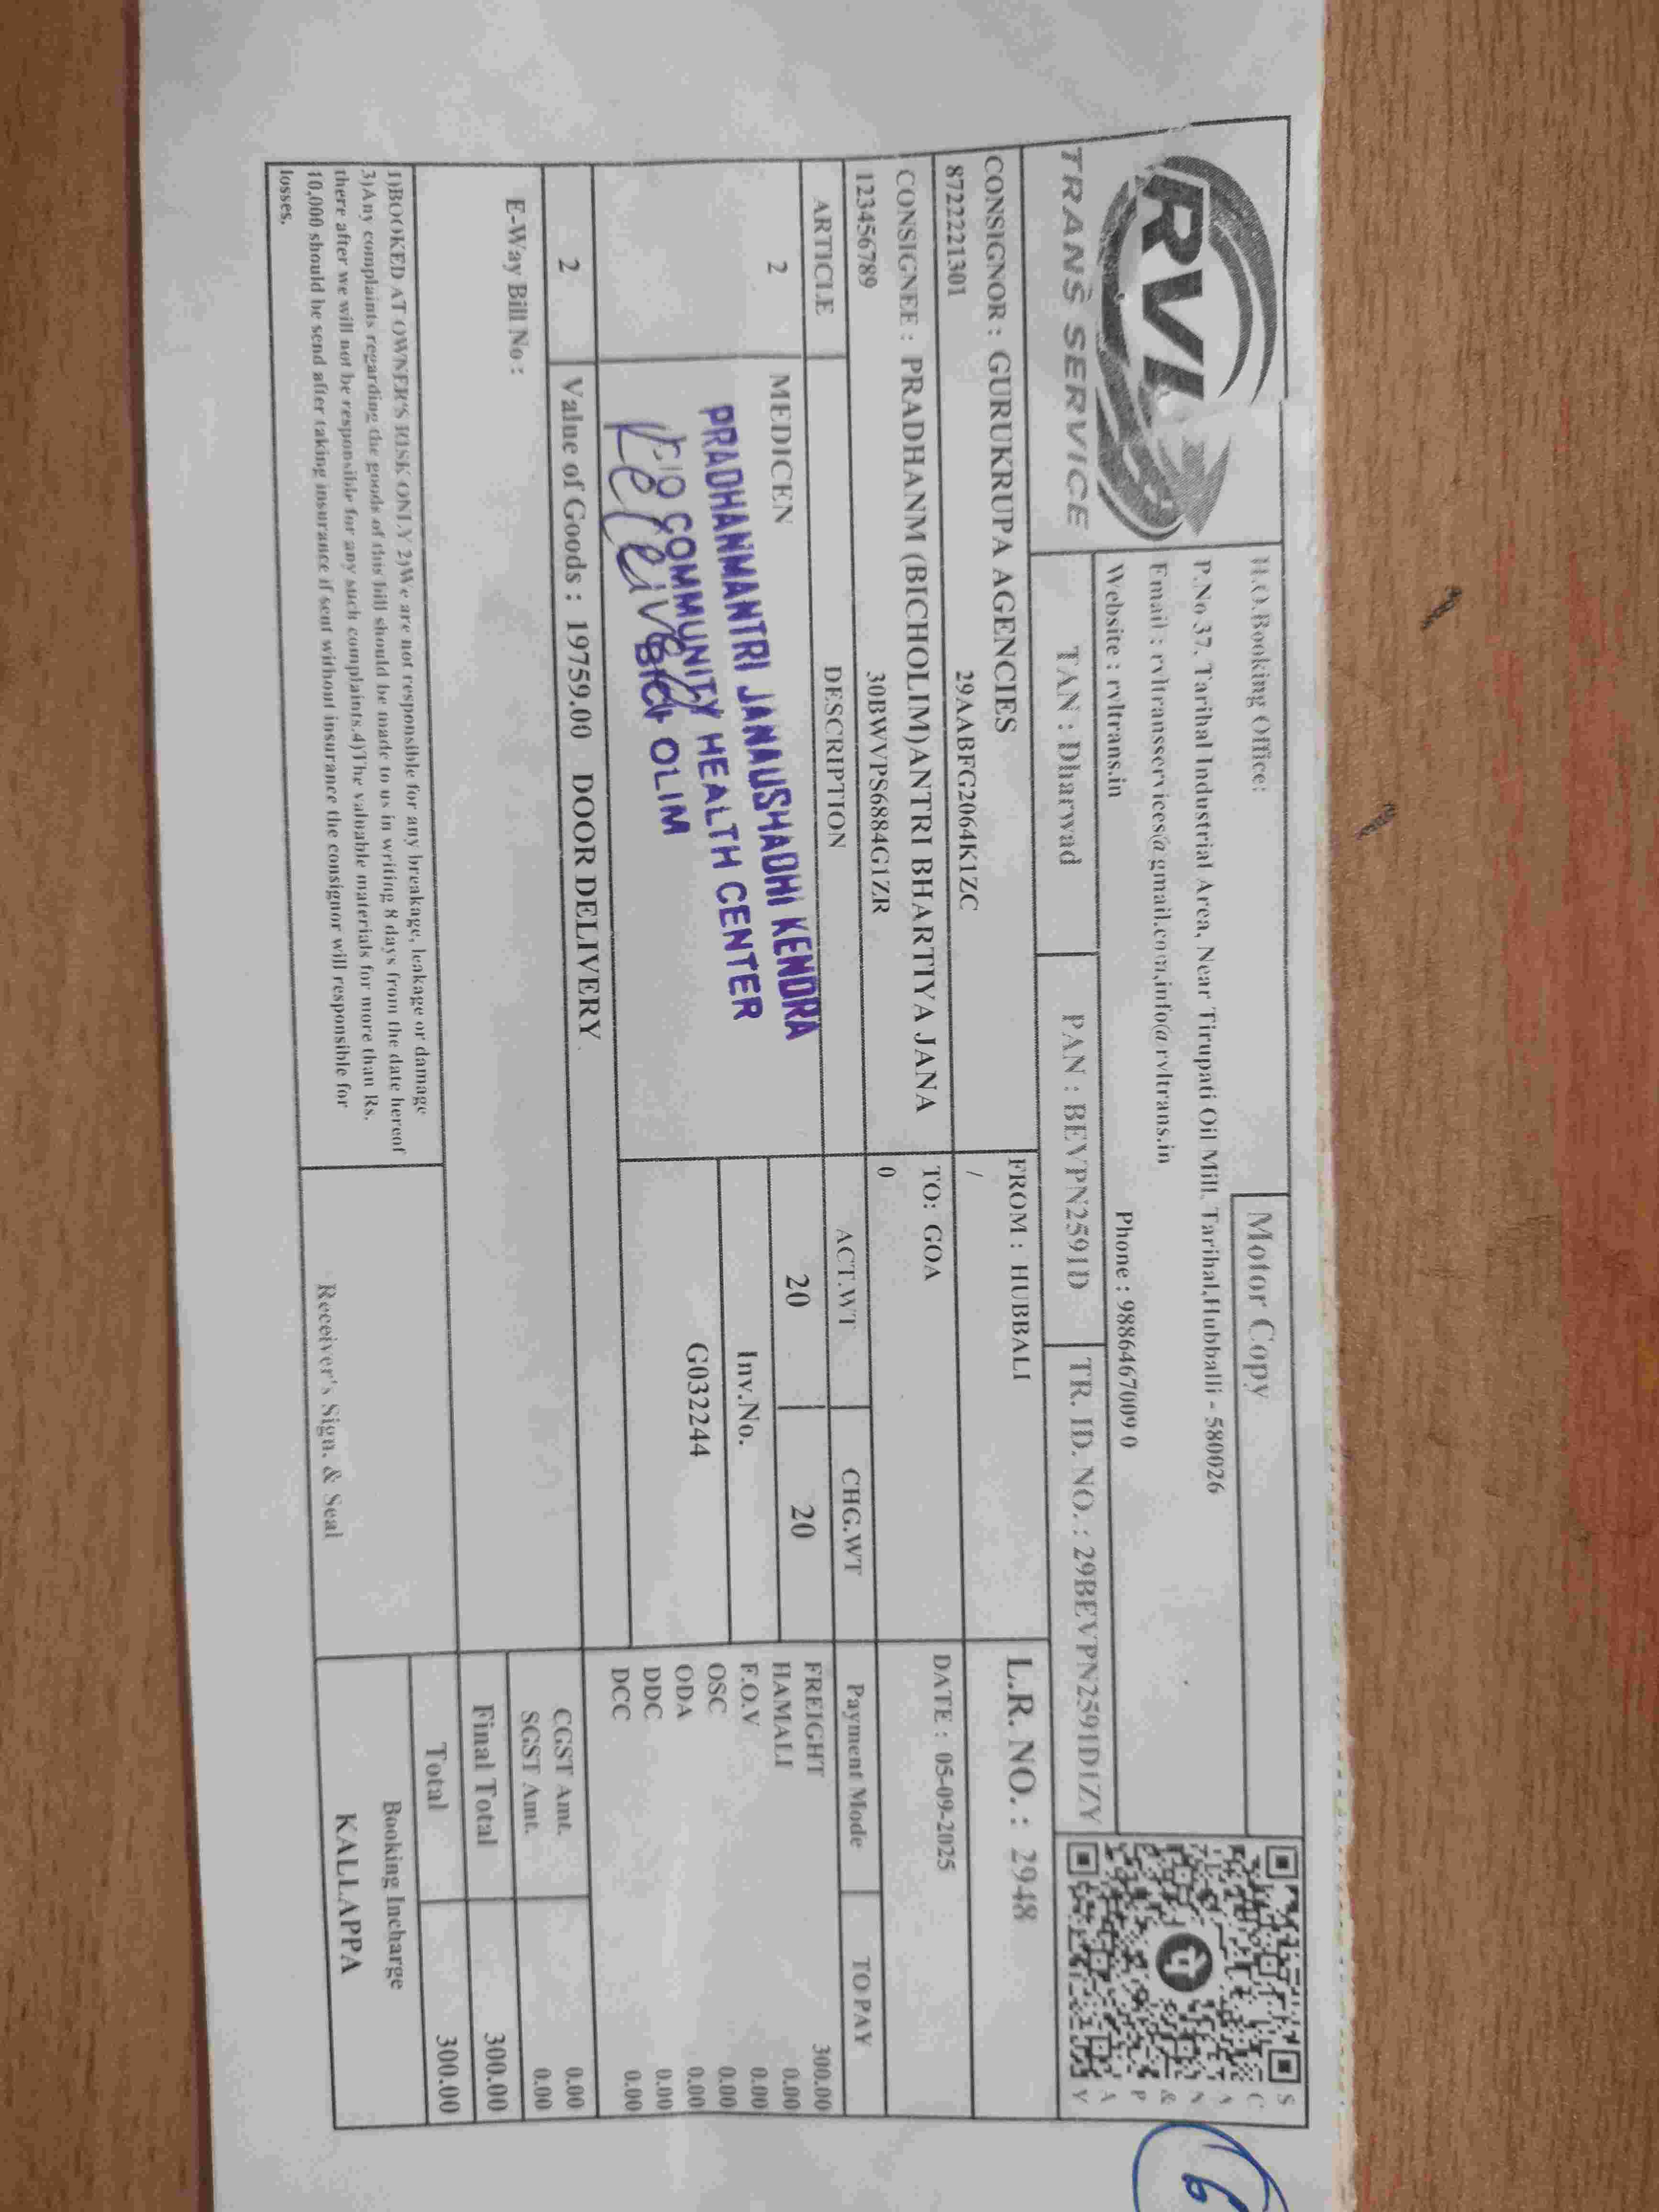 RVL
TRANS SERVICE
H.O.Booking Office:
Motor Copy
P.No 37, Tarihal Industrial Area, Near Tirupati Oil Mill, Tarihal,Hubballi - 580026
Email : rvltransservices@gmail.com,info@rvltrans.in
Website : rvltrans.in
Phone : 9886467009 0
SCAN & PAY
TAN : Dharwad
PAN : BEVPN2591D
TR. ID. NO. : 29BEVPN2591D1ZY
CONSIGNOR : GURUKRUPA AGENCIES
FROM : HUBBALI
L.R. NO. : 2948
8722221301
29AABFG2064K1ZC
/
CONSIGNEE : PRADHANM (BICHOLIM)ANTRI BHARTIYA JANA
TO: GOA
DATE : 05-09-2025
123456789
30BWVPS6884G1ZR
0
ARTICLE
DESCRIPTION
ACT.WT
CHG.WT
Payment Mode
TO PAY
2
MEDICEN
20
20
FREIGHT 300.00
HAMALI 0.00
F.O.V 0.00
OSC 0.00
ODA 0.00
DDC 0.00
DCC 0.00
Inv.No.
G032244
PRADHANMANTRI JANAUSHADHI KENDRA
COMMUNITY HEALTH CENTER
BICHOLIM
Received
2
Value of Goods : 19759.00 DOOR DELIVERY
CGST Amt. 0.00
SGST Amt. 0.00
E-Way Bill No :
Final Total 300.00
Total 300.00
1)BOOKED AT OWNER'S RISK ONLY 2)We are not responsible for any breakage, leakage or damage
3)Any complaints regarding the goods of this bill should be made to us in writing 8 days from the date hereof
there after we will not be responsible for any such complaints.4)The valuable materials for more than Rs.
10,000 should be send after taking insurance if sent without insurance the consignor will responsible for
losses.
Receiver's Sign. & Seal
Booking Incharge
KALLAPPA